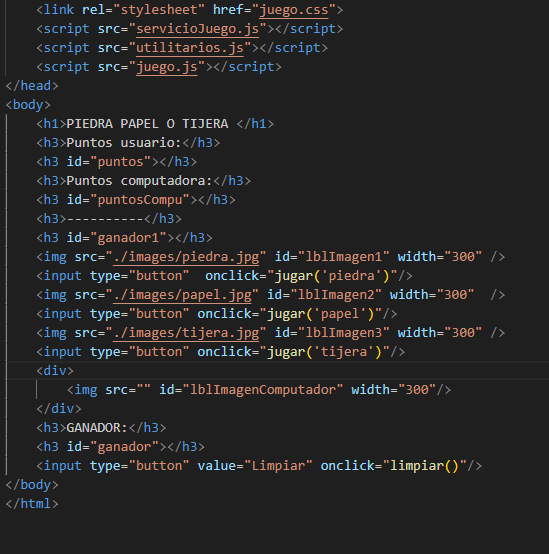 <link rel="stylesheet" href="juego.css">
<script src="servicioJuego.js"></script>
<script src="utilitarios.js"></script>
<script src="juego.js"></script>
</head>
<body>
<h1>PIEDRA PAPEL O TIJERA </h1>
<h3>Puntos usuario:</h3>
<h3 id="puntos"></h3>
<h3>Puntos computadora:</h3>
<h3 id="puntosCompu"></h3>
<h3>----------</h3>
<h3 id="ganador1"></h3>
<img src="./images/piedra.jpg" id="lblImagen1" width="300" />
<input type="button"  onclick="jugar('piedra')"/>
<img src="./images/papel.jpg" id="lblImagen2" width="300"  />
<input type="button" onclick="jugar('papel')"/>
<img src="./images/tijera.jpg" id="lblImagen3" width="300" />
<input type="button" onclick="jugar('tijera')"/>
<div>
<img src="" id="lblImagenComputador" width="300"/>
</div>
<h3>GANADOR:</h3>
<h3 id="ganador"></h3>
<input type="button" value="Limpiar" onclick="limpiar()"/>
</body>
</html>